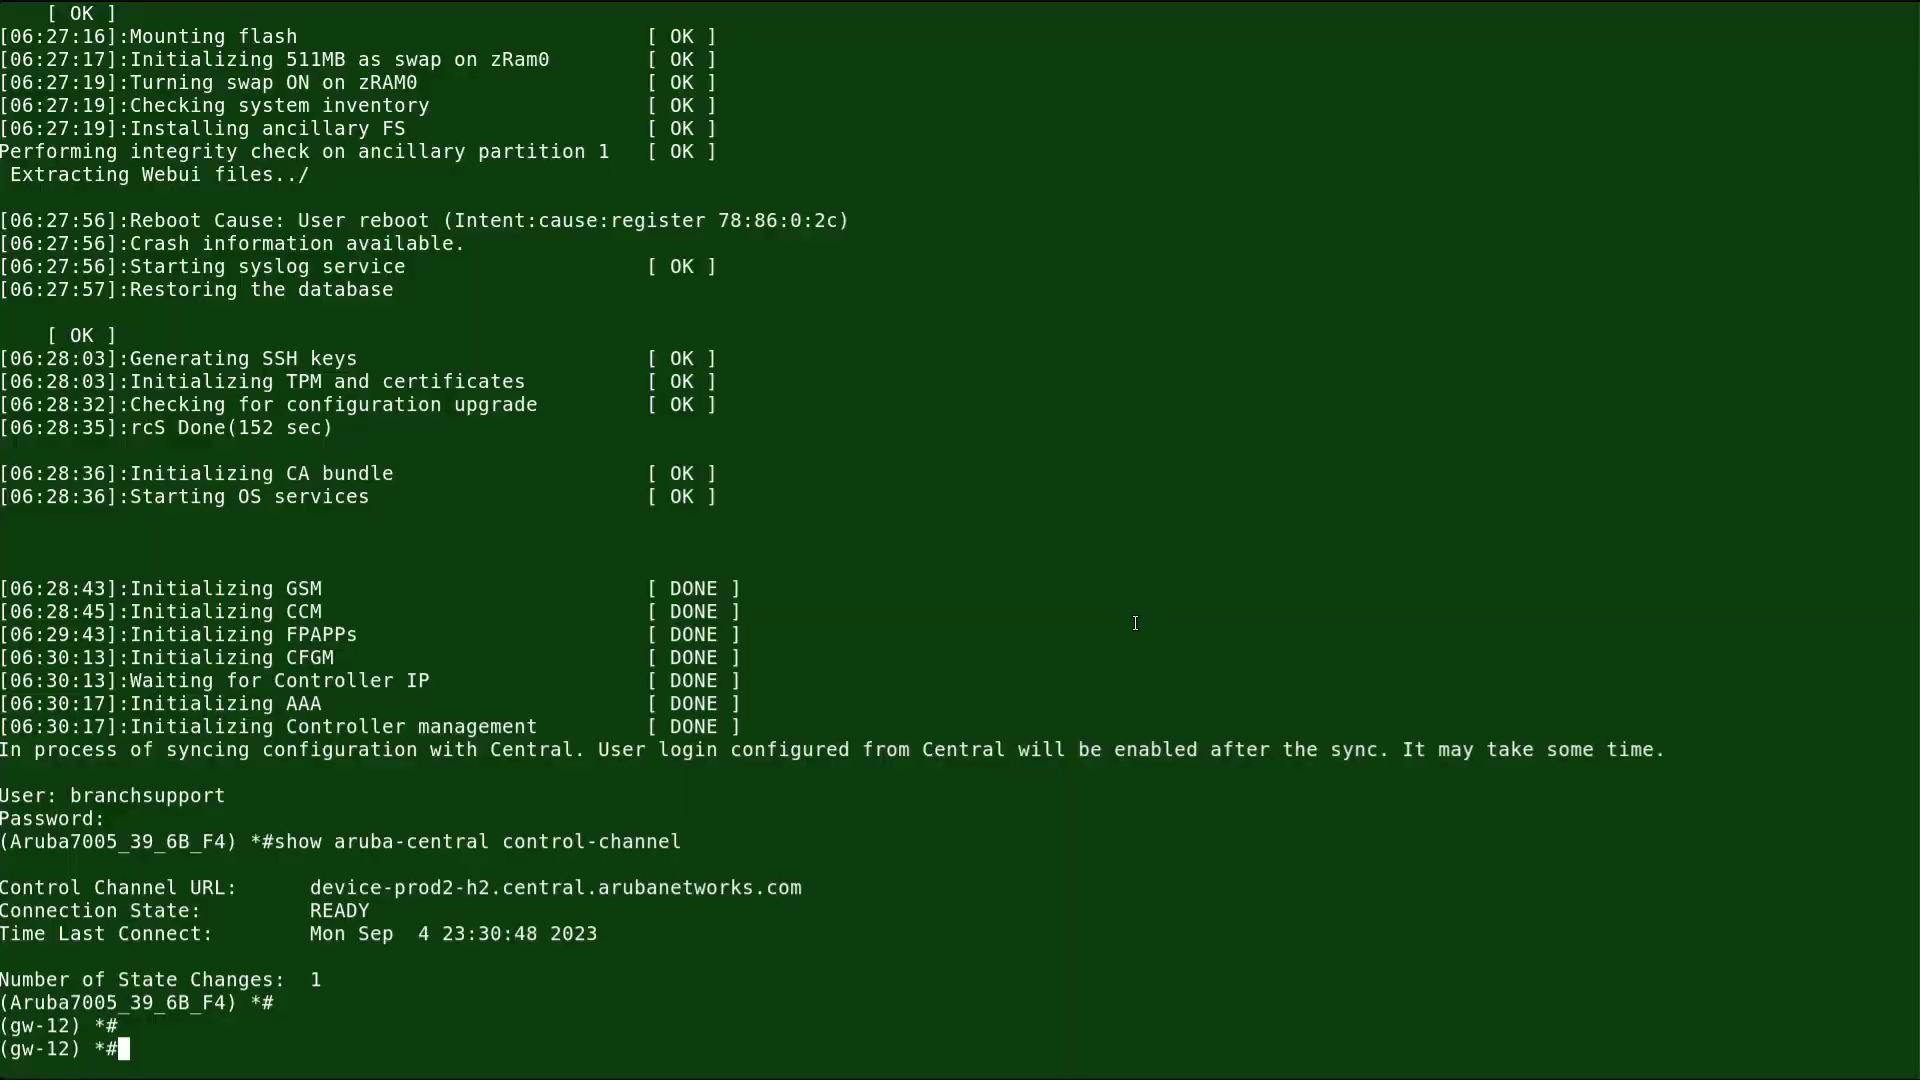 [ OK ]
[06:27:16]:Mounting flash [ OK ]
[06:27:17]:Initializing 511MB as swap on zRam0 [ OK ]
[06:27:19]:Turning swap ON on zRAM0 [ OK ]
[06:27:19]:Checking system inventory [ OK ]
[06:27:19]:Installing ancillary FS [ OK ]
Performing integrity check on ancillary partition 1 [ OK ]
Extracting Webui files../
[06:27:56]:Reboot Cause: User reboot (Intent:cause:register 78:86:0:2c)
[06:27:56]:Crash information available.
[06:27:56]:Starting syslog service [ OK ]
[06:27:57]:Restoring the database
[ OK ]
[06:28:03]:Generating SSH keys [ OK ]
[06:28:03]:Initializing TPM and certificates [ OK ]
[06:28:32]:Checking for configuration upgrade [ OK ]
[06:28:35]:rcS Done(152 sec)
[06:28:36]:Initializing CA bundle [ OK ]
[06:28:36]:Starting OS services [ OK ]
[06:28:43]:Initializing GSM [ DONE ]
[06:28:45]:Initializing CCM [ DONE ]
[06:29:43]:Initializing FPAPPs [ DONE ]
[06:30:13]:Initializing CFGM [ DONE ]
[06:30:13]:Waiting for Controller IP [ DONE ]
[06:30:17]:Initializing AAA [ DONE ]
[06:30:17]:Initializing Controller management [ DONE ]
In process of syncing configuration with Central. User login configured from Central will be enabled after the sync. It may take some time.
User: branchsupport
Password:
(Aruba7005_39_6B_F4) *#show aruba-central control-channel
Control Channel URL: device-prod2-h2.central.arubanetworks.com
Connection State: READY
Time Last Connect: Mon Sep  4 23:30:48 2023
Number of State Changes: 1
(Aruba7005_39_6B_F4) *#
(gw-12) *#
(gw-12) *#